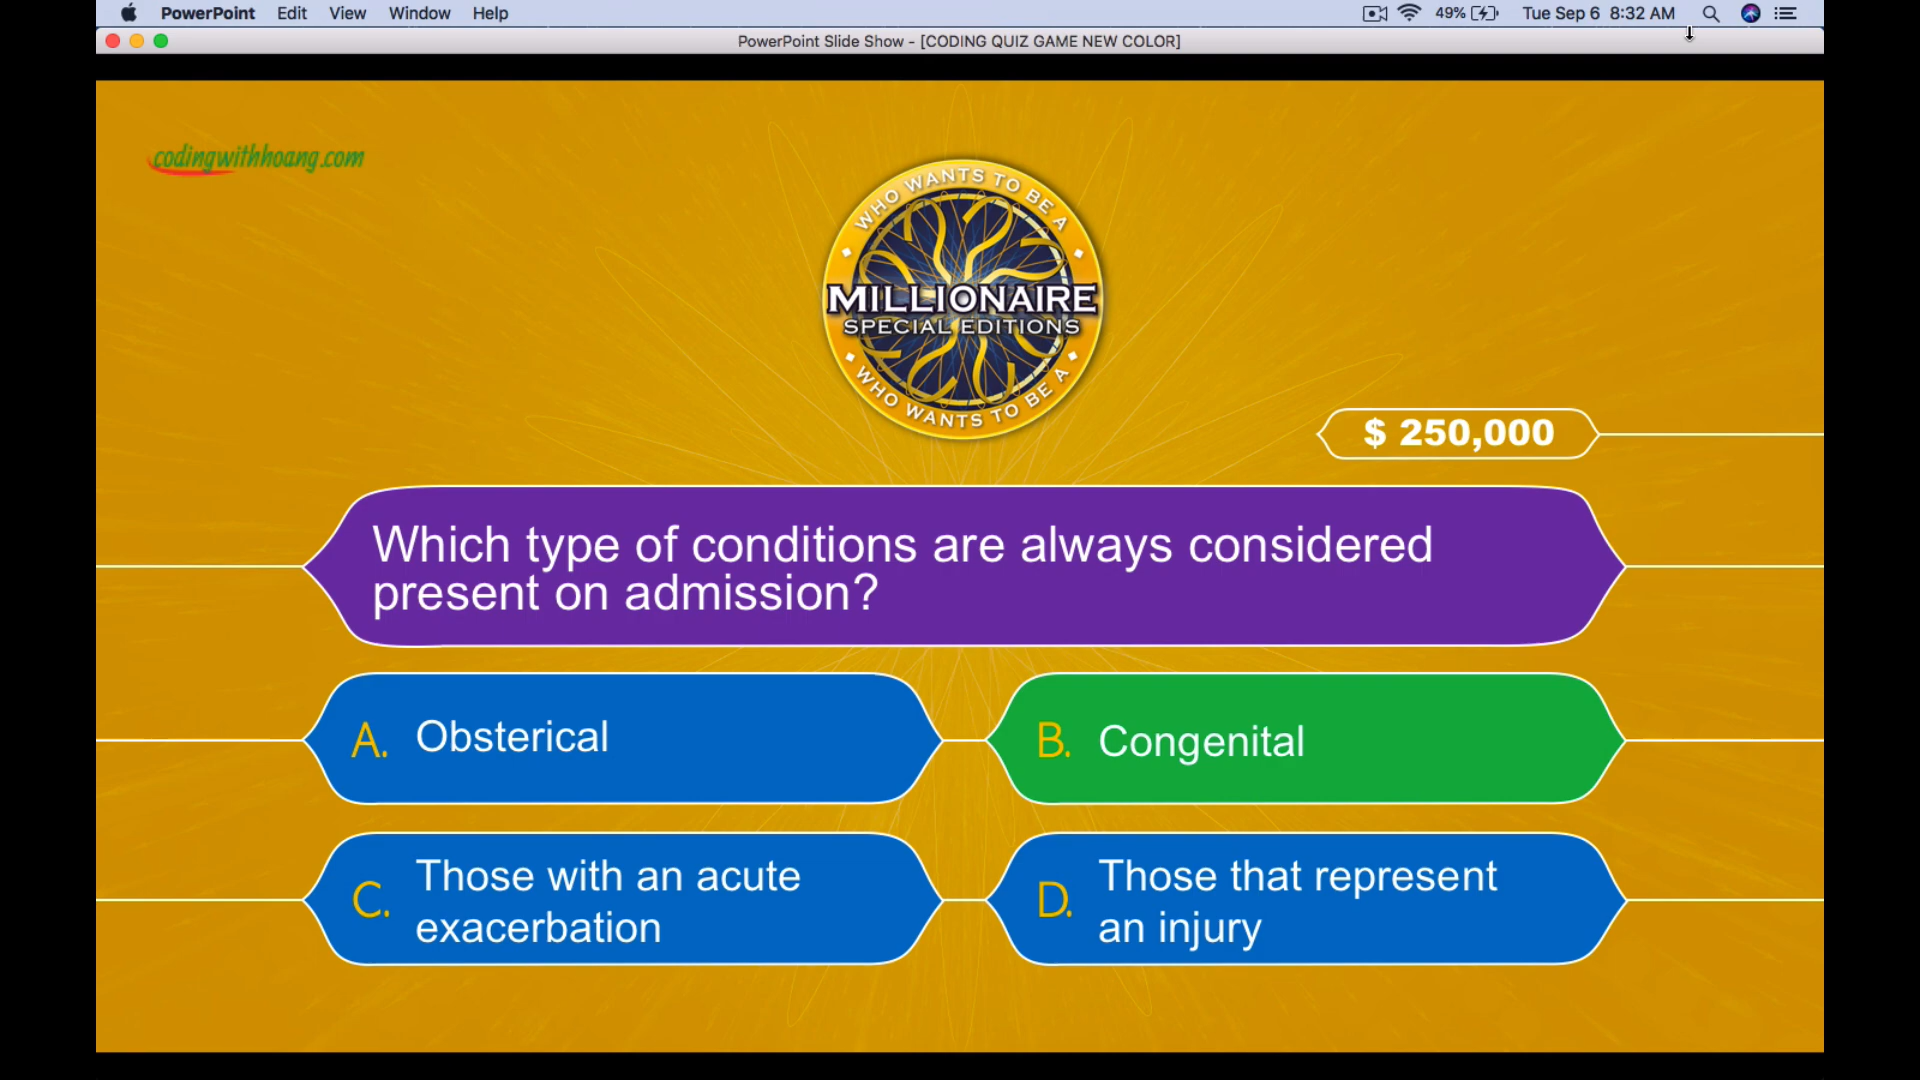 PowerPoint Edit View Window Help 49% Tue Sep 6 8:32 AM
PowerPoint Slide Show - [CODING QUIZ GAME NEW COLOR]
codingwithhoang.com
WHO WANTS TO BE A
MILLIONAIRE
SPECIAL EDITIONS
WHO WANTS TO BE A
$ 250,000
Which type of conditions are always considered
present on admission?
A. Obsterical
B. Congenital
C. Those with an acute
exacerbation
D. Those that represent
an injury